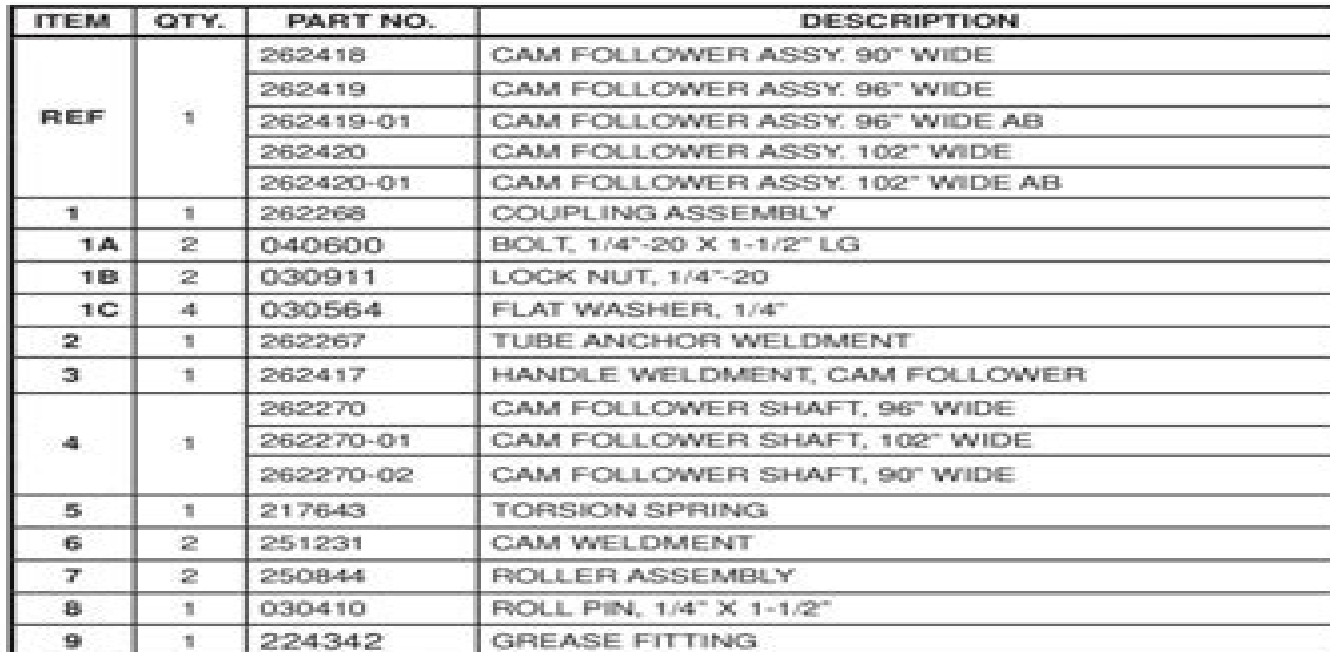 ITEM QTY. PART NO. DESCRIPTION
262418 CAM FOLLOWER ASSY. 90" WIDE
262419 CAM FOLLOWER ASSY. 96" WIDE
REF 1 262419-01 CAM FOLLOWER ASSY. 96" WIDE AB
262420 CAM FOLLOWER ASSY. 102" WIDE
262420-01 CAM FOLLOWER ASSY. 102" WIDE AB
1 1 262268 COUPLING ASSEMBLY
1A 2 040600 BOLT, 1/4"-20 X 1-1/2" LG
1B 2 030911 LOCK NUT, 1/4"-20
1C 4 030564 FLAT WASHER, 1/4"
2 1 262267 TUBE ANCHOR WELDMENT
3 1 262417 HANDLE WELDMENT, CAM FOLLOWER
262270 CAM FOLLOWER SHAFT, 96" WIDE
4 1 262270-01 CAM FOLLOWER SHAFT, 102" WIDE
262270-02 CAM FOLLOWER SHAFT, 90" WIDE
5 1 217643 TORSION SPRING
6 2 251231 CAM WELDMENT
7 2 250844 ROLLER ASSEMBLY
8 1 030410 ROLL PIN, 1/4" X 1-1/2"
9 1 224342 GREASE FITTING